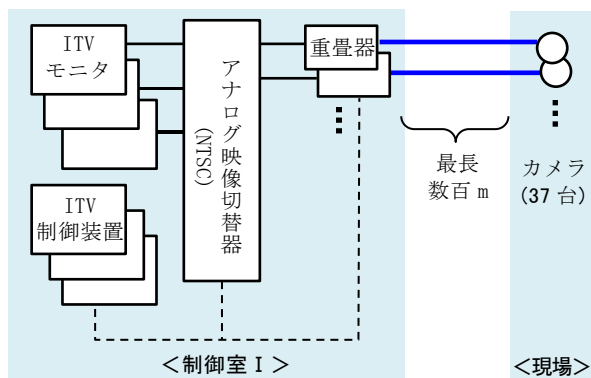 ITV
モニタ
アナログ映像切替器
(NTSC)
重畳器
ITV
制御装置
最長
数百 m
カメラ
(37 台)
＜制御室Ⅰ＞
＜現場＞